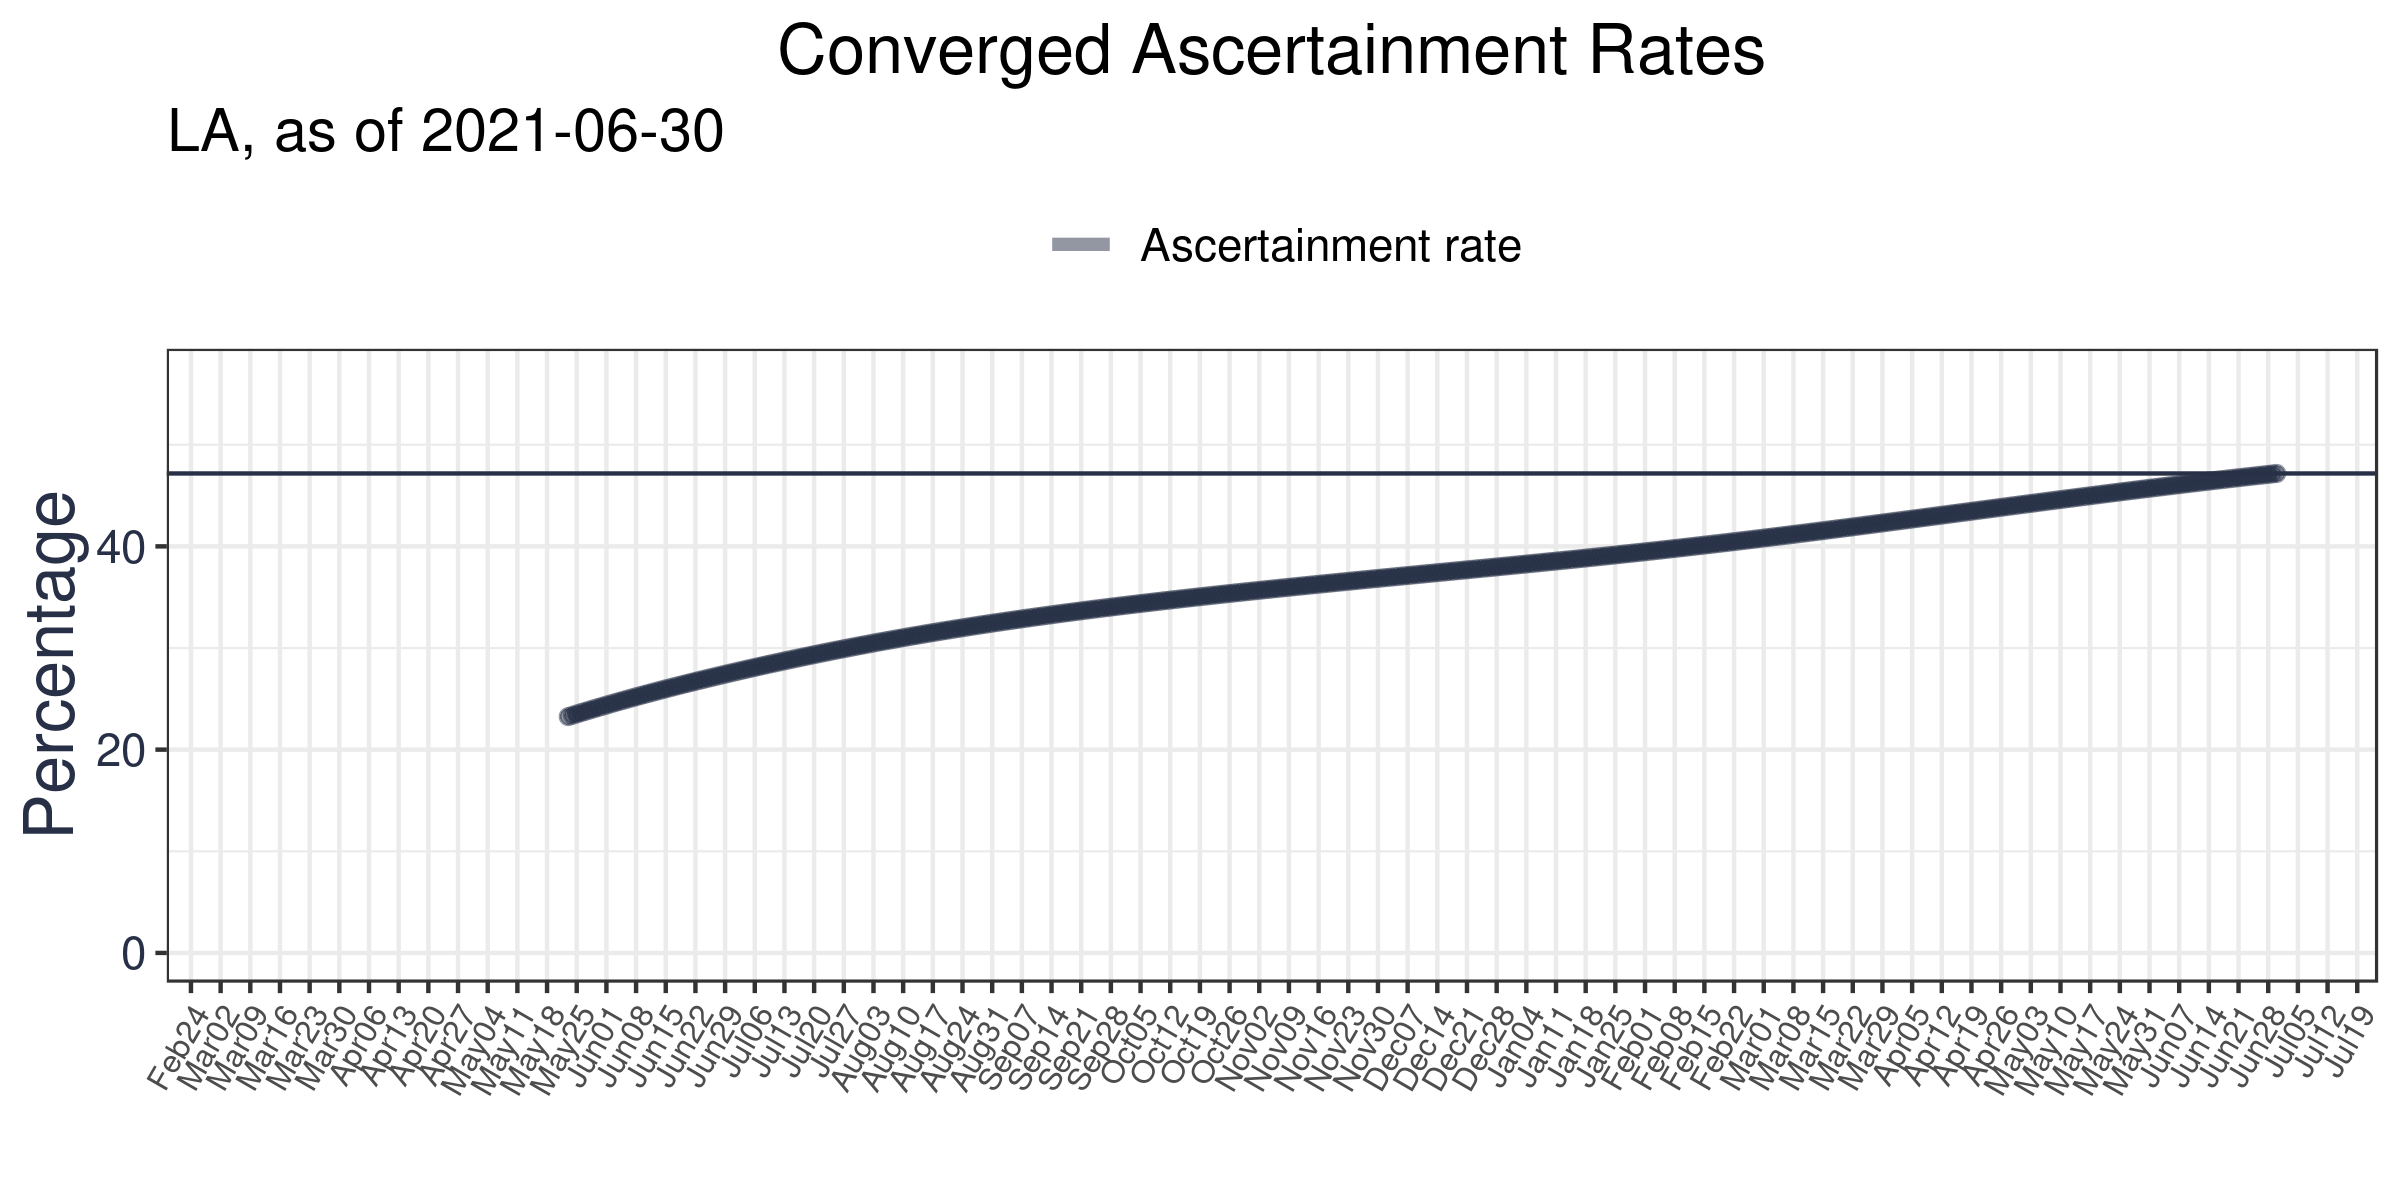 Converged Ascertainment Rates
LA, as of 2021-06-30
Ascertainment rate
Percentage
40
20
0
Feb24
Mar02
Mar09
Mar16
Mar23
Mar30
Apr06
Apr13
Apr20
Apr27
May04
May11
May18
May25
Jun01
Jun08
Jun15
Jun22
Jun29
Jul06
Jul13
Jul20
Jul27
Aug03
Aug10
Aug17
Aug24
Aug31
Sep07
Sep14
Sep21
Sep28
Oct05
Oct12
Oct19
Oct26
Nov02
Nov09
Nov16
Nov23
Nov30
Dec07
Dec14
Dec21
Dec28
Jan04
Jan11
Jan18
Jan25
Feb01
Feb08
Feb15
Feb22
Mar01
Mar08
Mar15
Mar22
Mar29
Apr05
Apr12
Apr19
Apr26
May03
May10
May17
May24
May31
Jun07
Jun14
Jun21
Jun28
Jul05
Jul12
Jul19